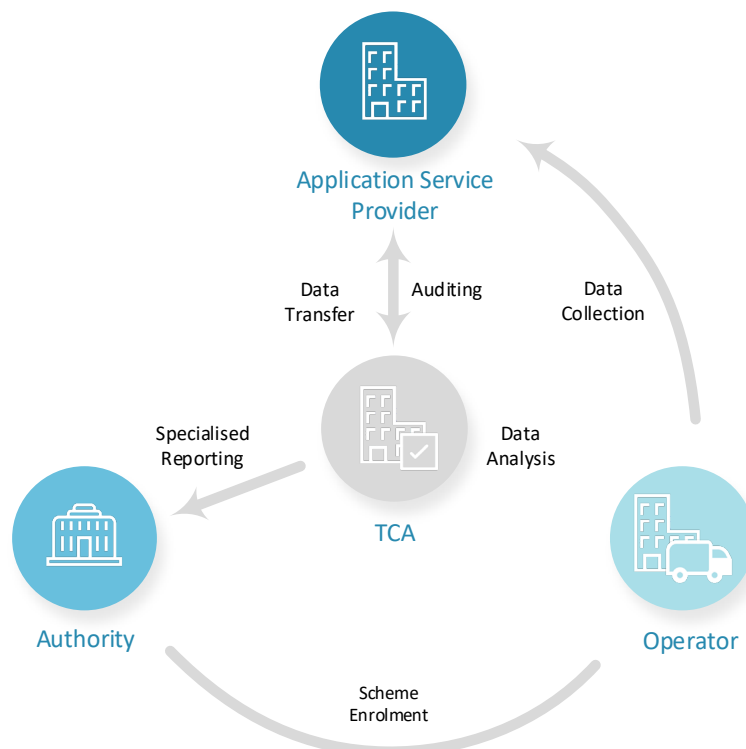 Application Service
Provider
Data
Transfer
Auditing
Data
Collection
Specialised
Reporting
Data
Analysis
TCA
Authority
Operator
Scheme
Enrolment